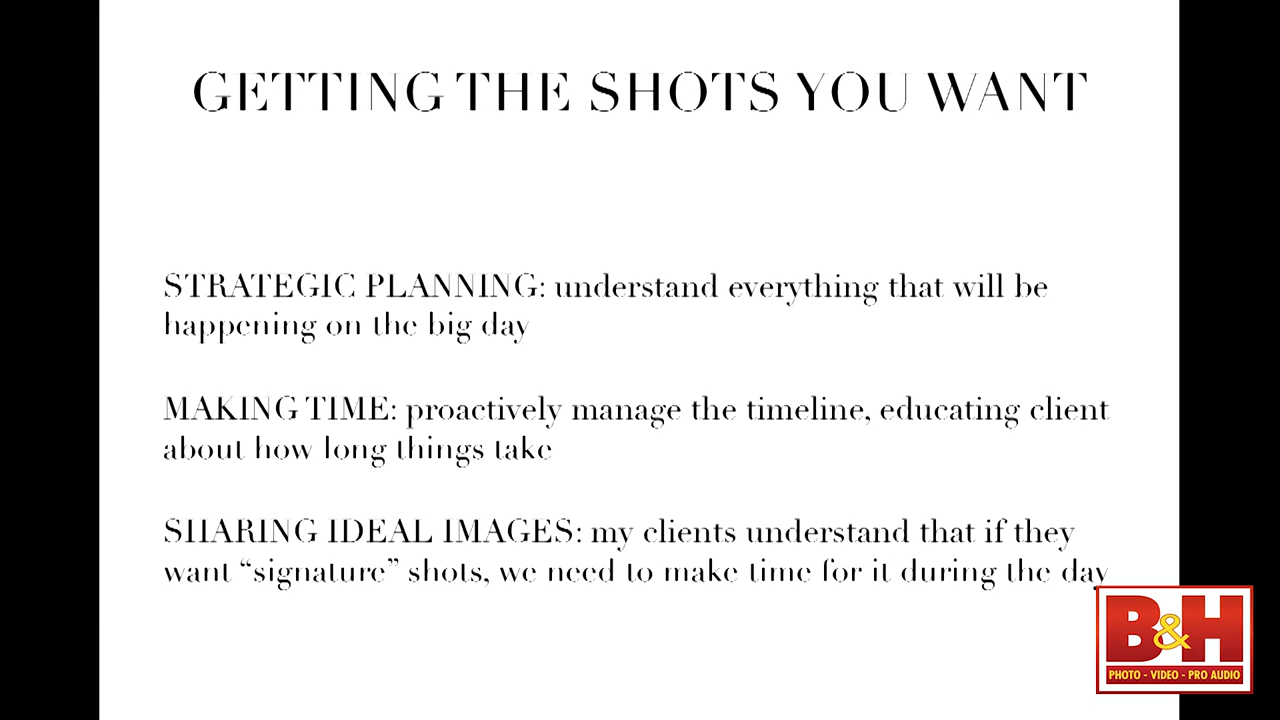 GETTING THE SHOTS YOU WANT
STRATEGIC PLANNING: understand everything that will be
happening on the big day
MAKING TIME: proactively manage the timeline, educating client
about how long things take
SHARING IDEAL IMAGES: my clients understand that if they
want “signature” shots, we need to make time for it during the day
B&H
PHOTO - VIDEO - PRO AUDIO